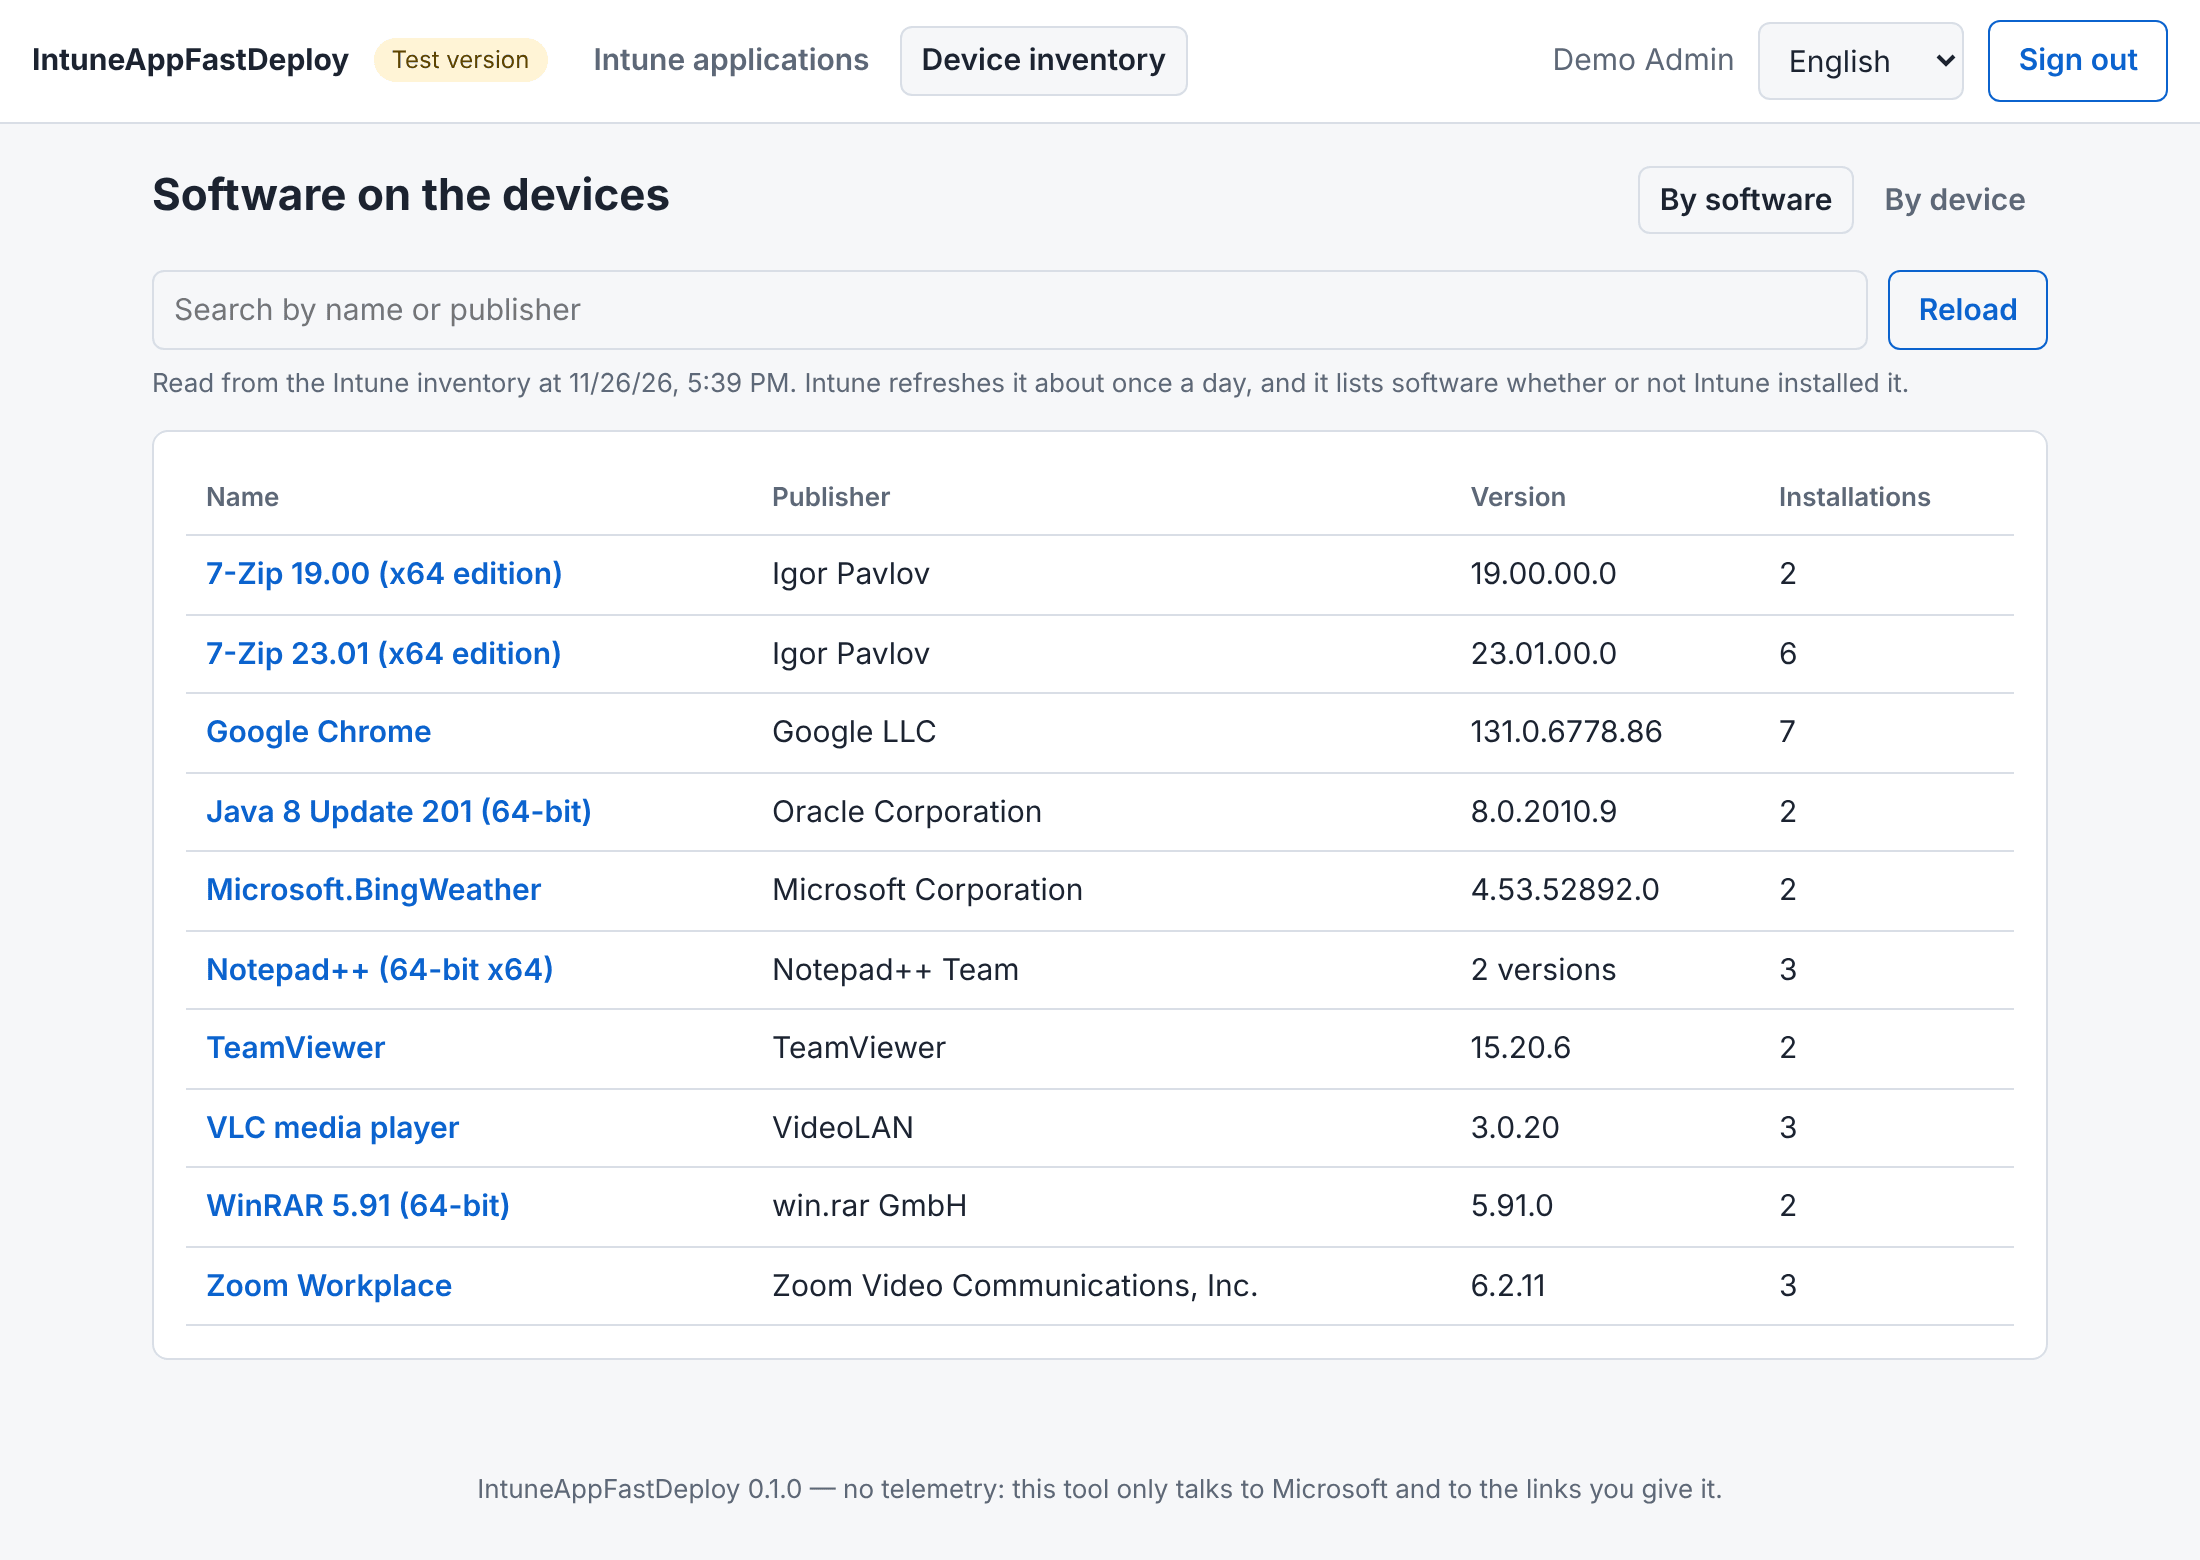 IntuneAppFastDeploy Test version Intune applications Device inventory Demo Admin English Sign out
Software on the devices By software By device
Search by name or publisher Reload
Read from the Intune inventory at 11/26/26, 5:39 PM. Intune refreshes it about once a day, and it lists software whether or not Intune installed it.
Name Publisher Version Installations
7-Zip 19.00 (x64 edition) Igor Pavlov 19.00.00.0 2
7-Zip 23.01 (x64 edition) Igor Pavlov 23.01.00.0 6
Google Chrome Google LLC 131.0.6778.86 7
Java 8 Update 201 (64-bit) Oracle Corporation 8.0.2010.9 2
Microsoft.BingWeather Microsoft Corporation 4.53.52892.0 2
Notepad++ (64-bit x64) Notepad++ Team 2 versions 3
TeamViewer TeamViewer 15.20.6 2
VLC media player VideoLAN 3.0.20 3
WinRAR 5.91 (64-bit) win.rar GmbH 5.91.0 2
Zoom Workplace Zoom Video Communications, Inc. 6.2.11 3
IntuneAppFastDeploy 0.1.0 — no telemetry: this tool only talks to Microsoft and to the links you give it.